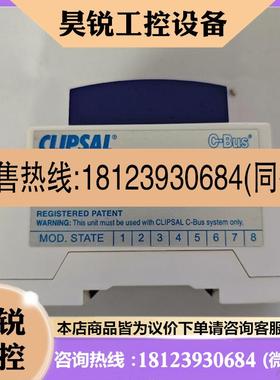 昊锐工控设备
CLIPSAL® C-Bus®
售热线:18123930684(同
REGISTERED PATENT
WARNING: This unit must be used with CLIPSAL C-Bus system only.
MOD. STATE 1 2 3 4 5 6 7 8
锐
控
本店商品皆为议价下单前请咨询客服
咨询热线:18123930684 (微